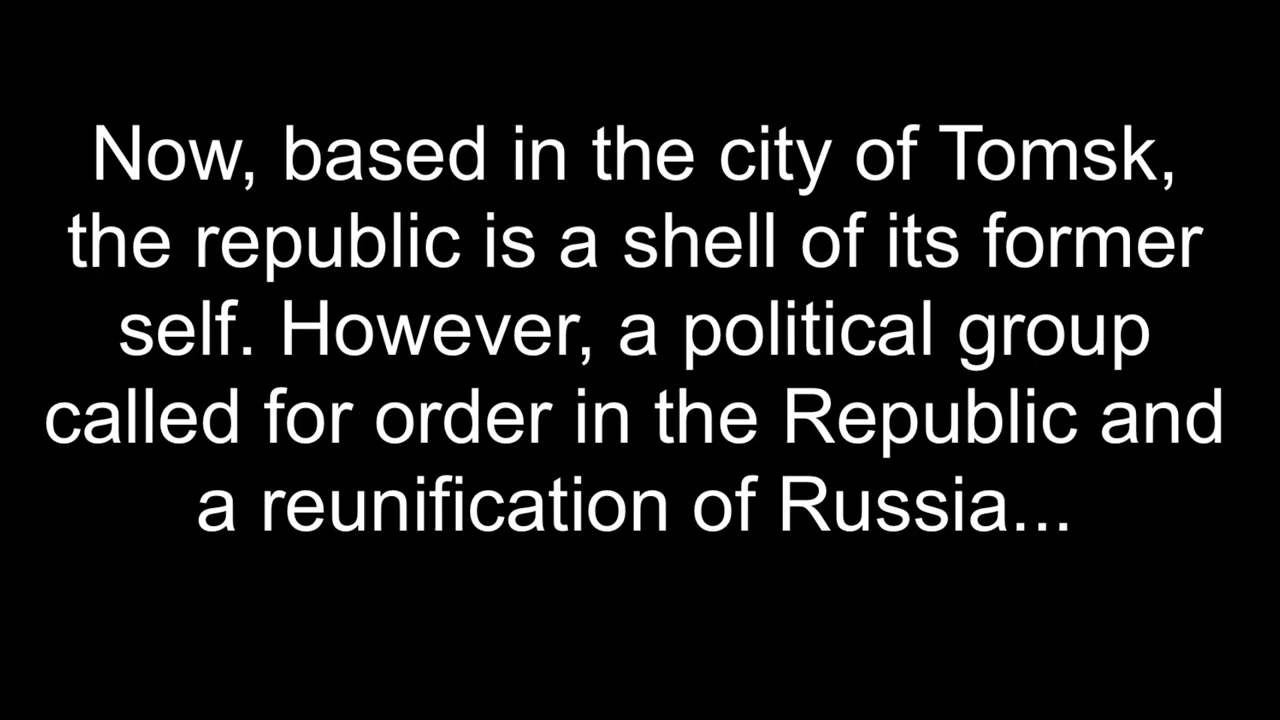 Now, based in the city of Tomsk,
the republic is a shell of its former
self. However, a political group
called for order in the Republic and
a reunification of Russia...